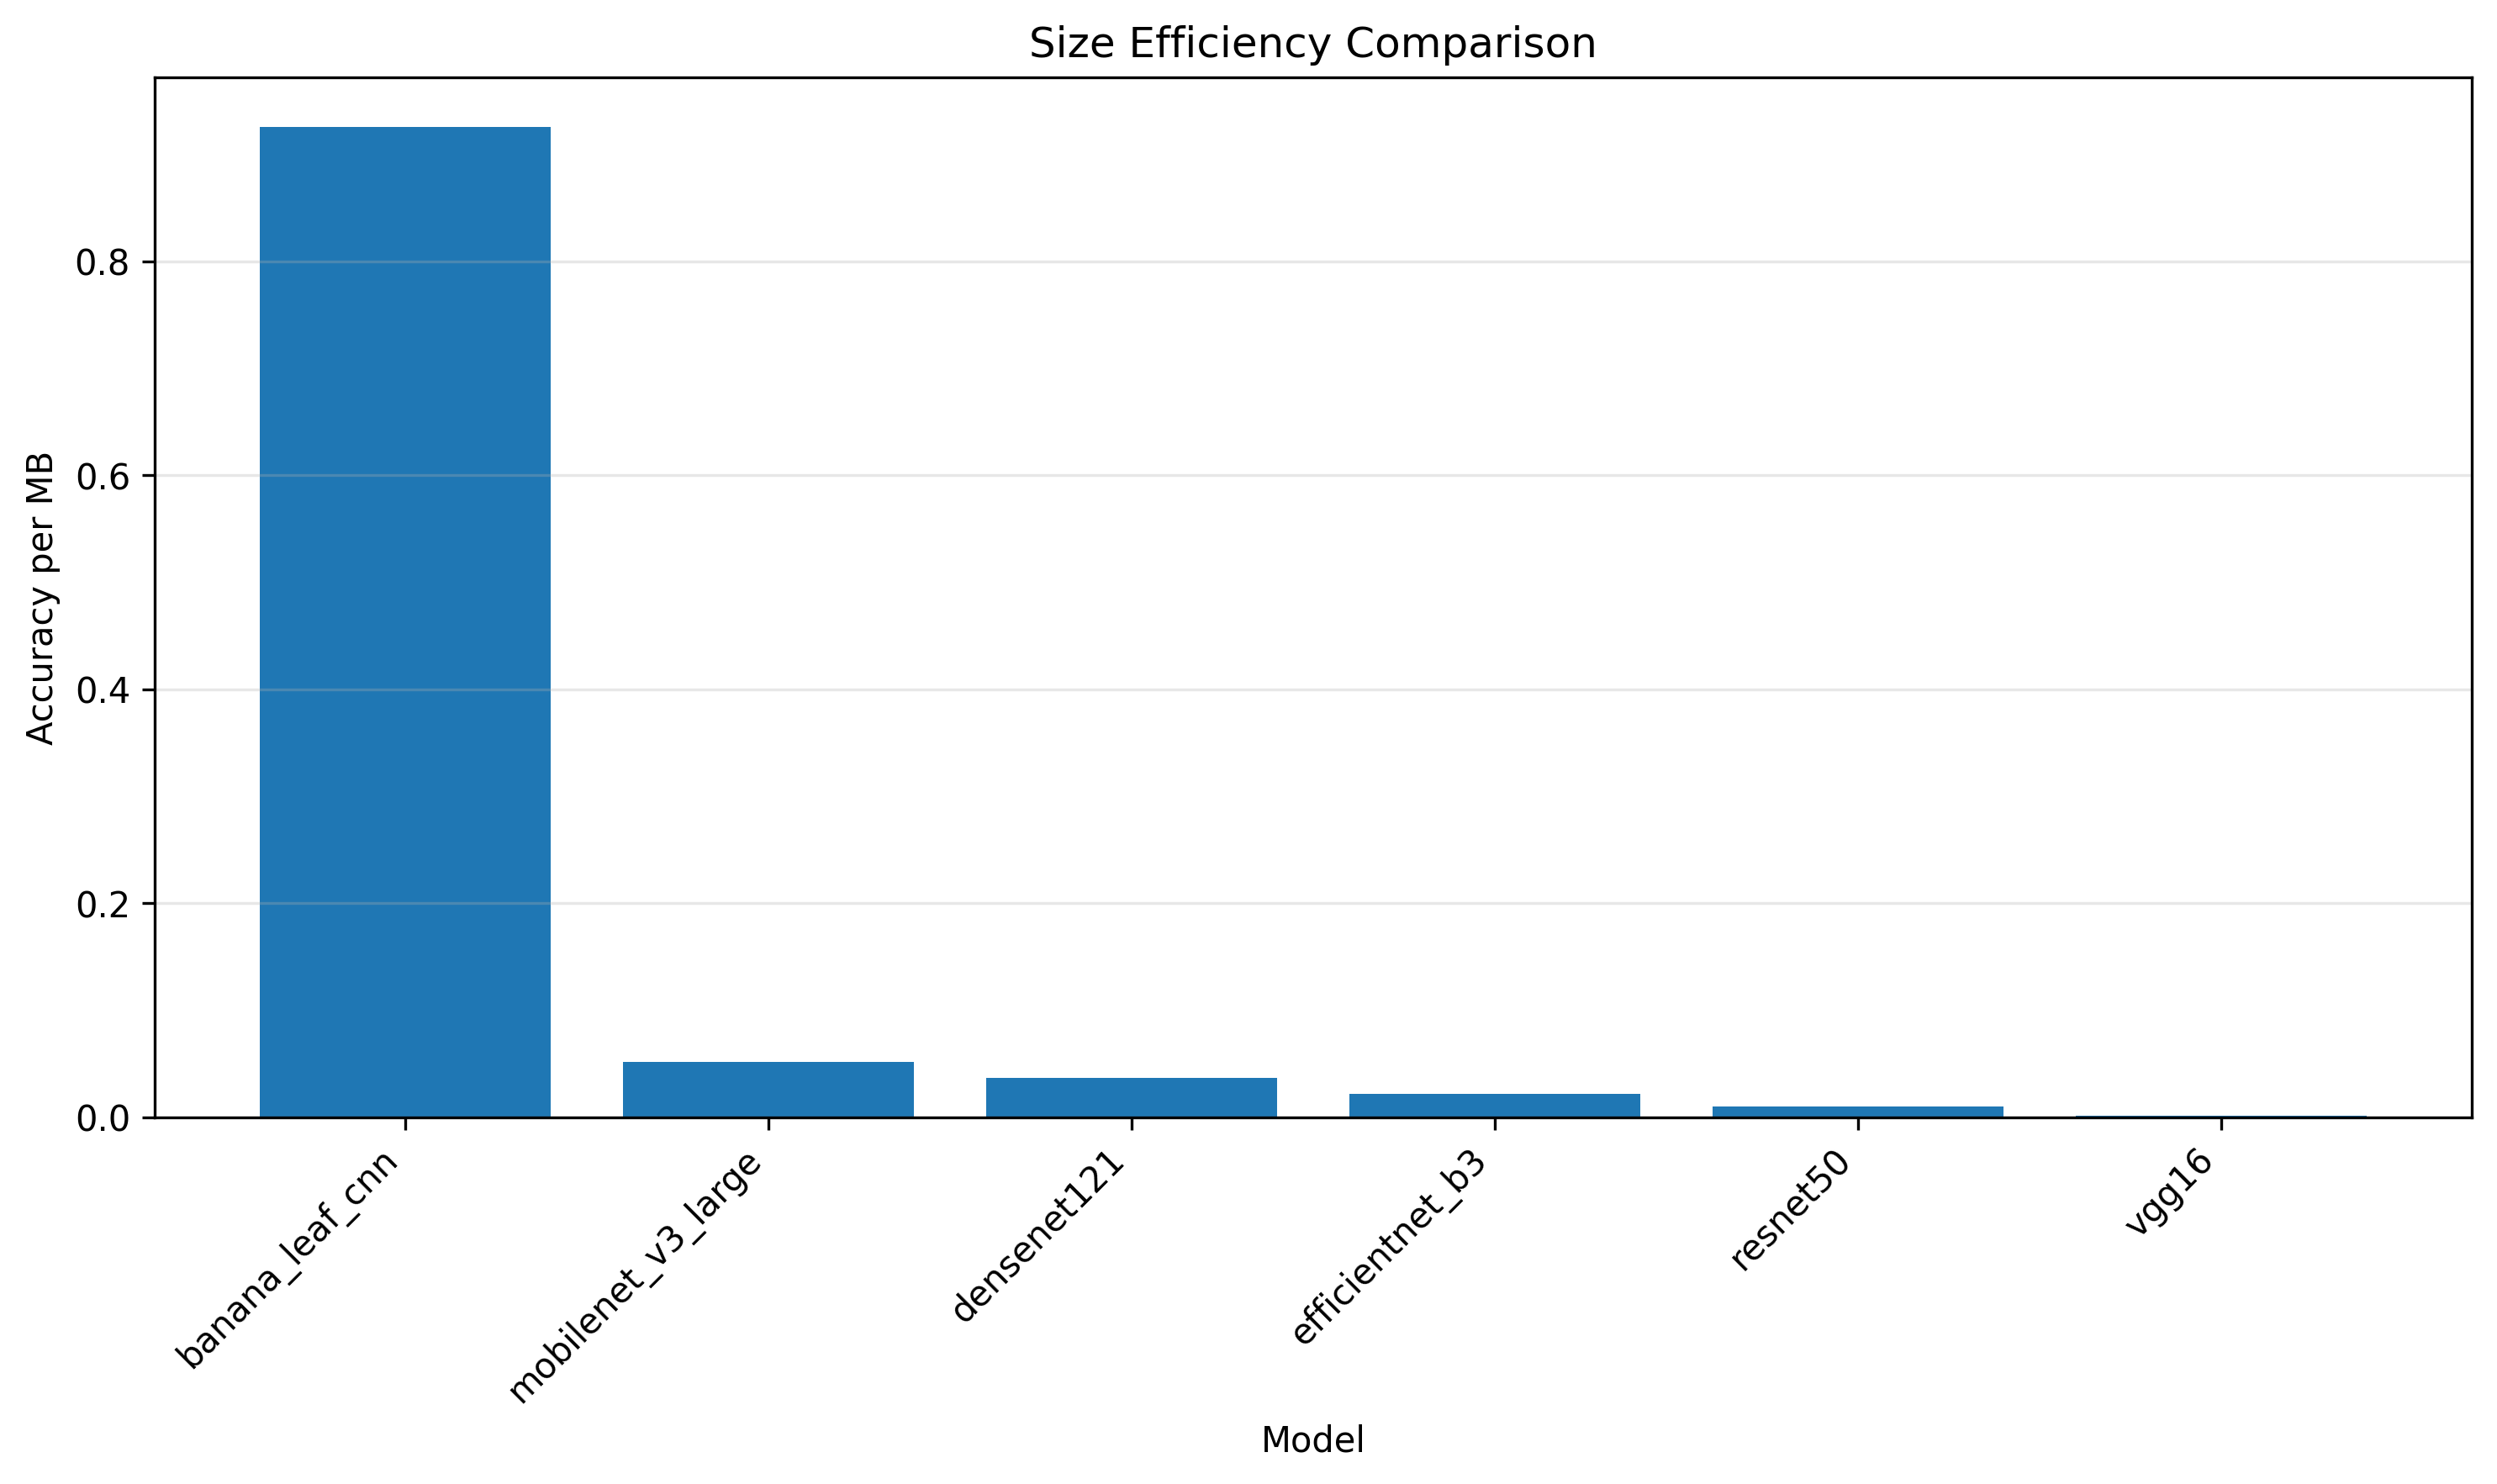 Size Efficiency Comparison
Accuracy per MB
0.8
0.6
0.4
0.2
0.0
banana_leaf_cnn
mobilenet_v3_large
densenet121
efficientnet_b3
resnet50
vgg16
Model